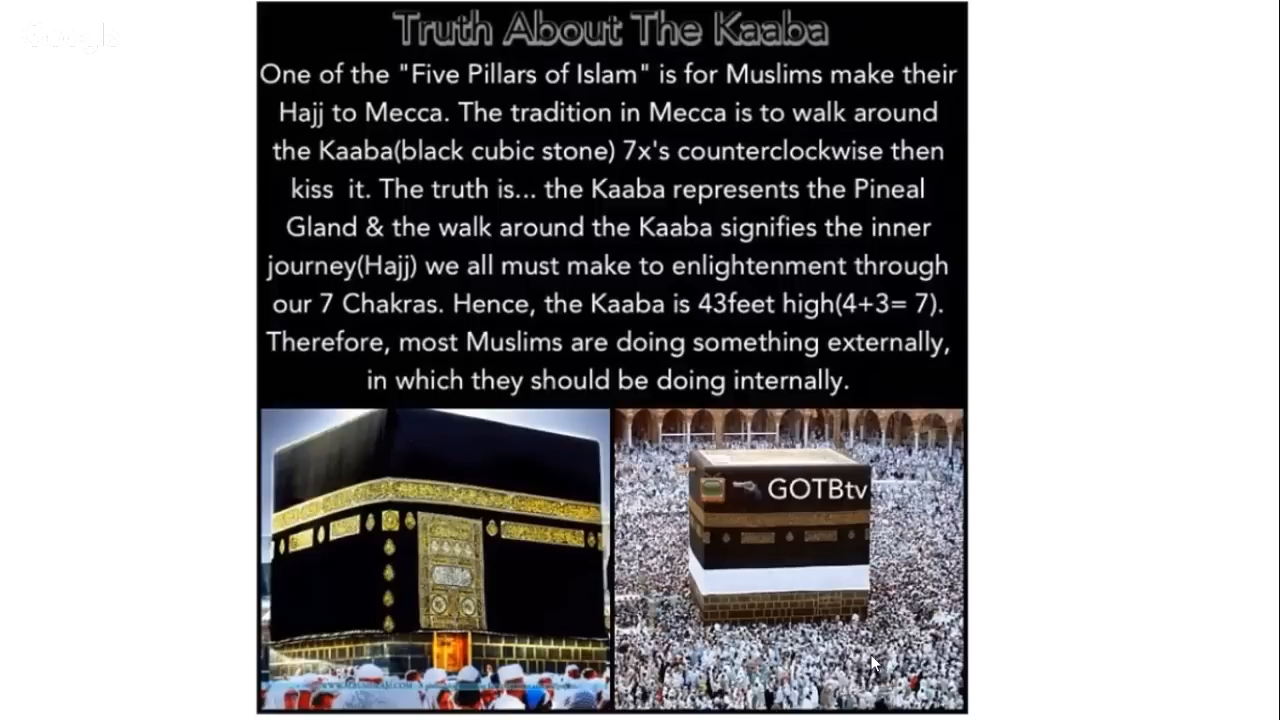 Google
Truth About The Kaaba
One of the "Five Pillars of Islam" is for Muslims make their
Hajj to Mecca. The tradition in Mecca is to walk around
the Kaaba(black cubic stone) 7x's counterclockwise then
kiss it. The truth is... the Kaaba represents the Pineal
Gland & the walk around the Kaaba signifies the inner
journey(Hajj) we all must make to enlightenment through
our 7 Chakras. Hence, the Kaaba is 43feet high(4+3= 7).
Therefore, most Muslims are doing something externally,
in which they should be doing internally.
GOTBtv